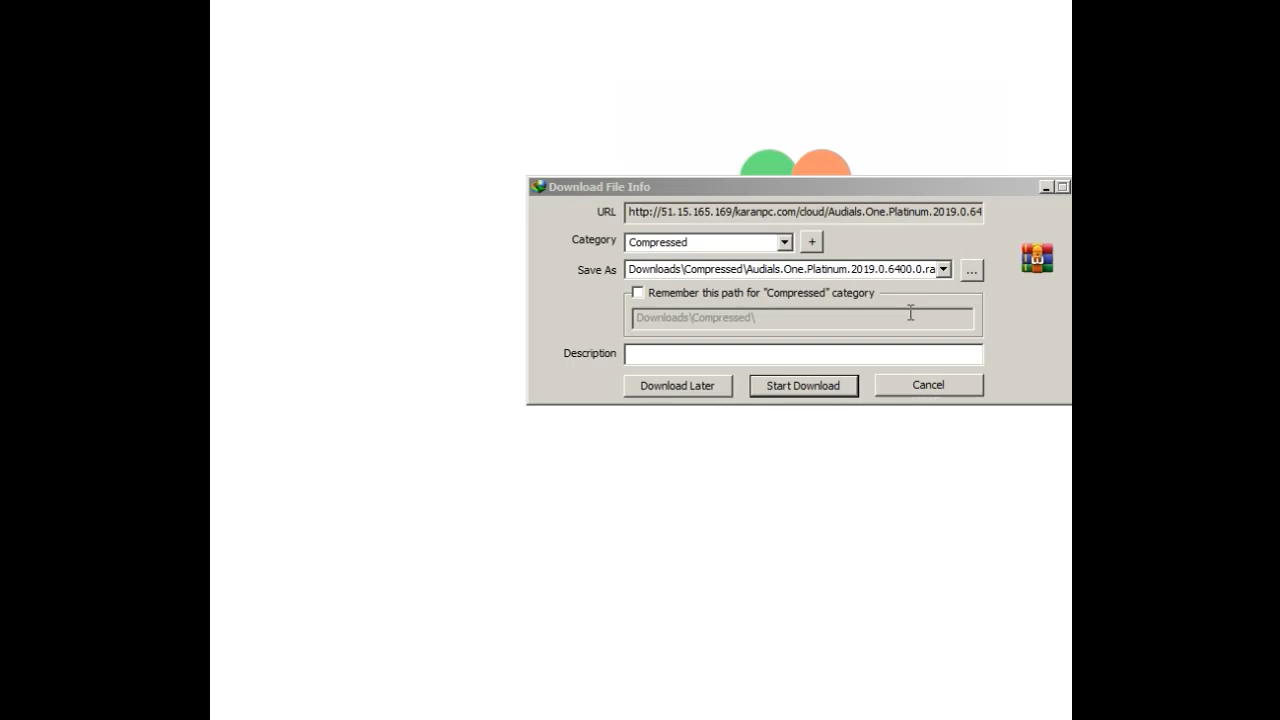 Download File Info
URL http://51.15.165.169/karanpc.com/cloud/Audials.One.Platinum.2019.0.64
Category Compressed +
Save As Downloads\Compressed\Audials.One.Platinum.2019.0.6400.0.ra ...
Remember this path for "Compressed" category
Downloads\Compressed\
Description
Download Later Start Download Cancel